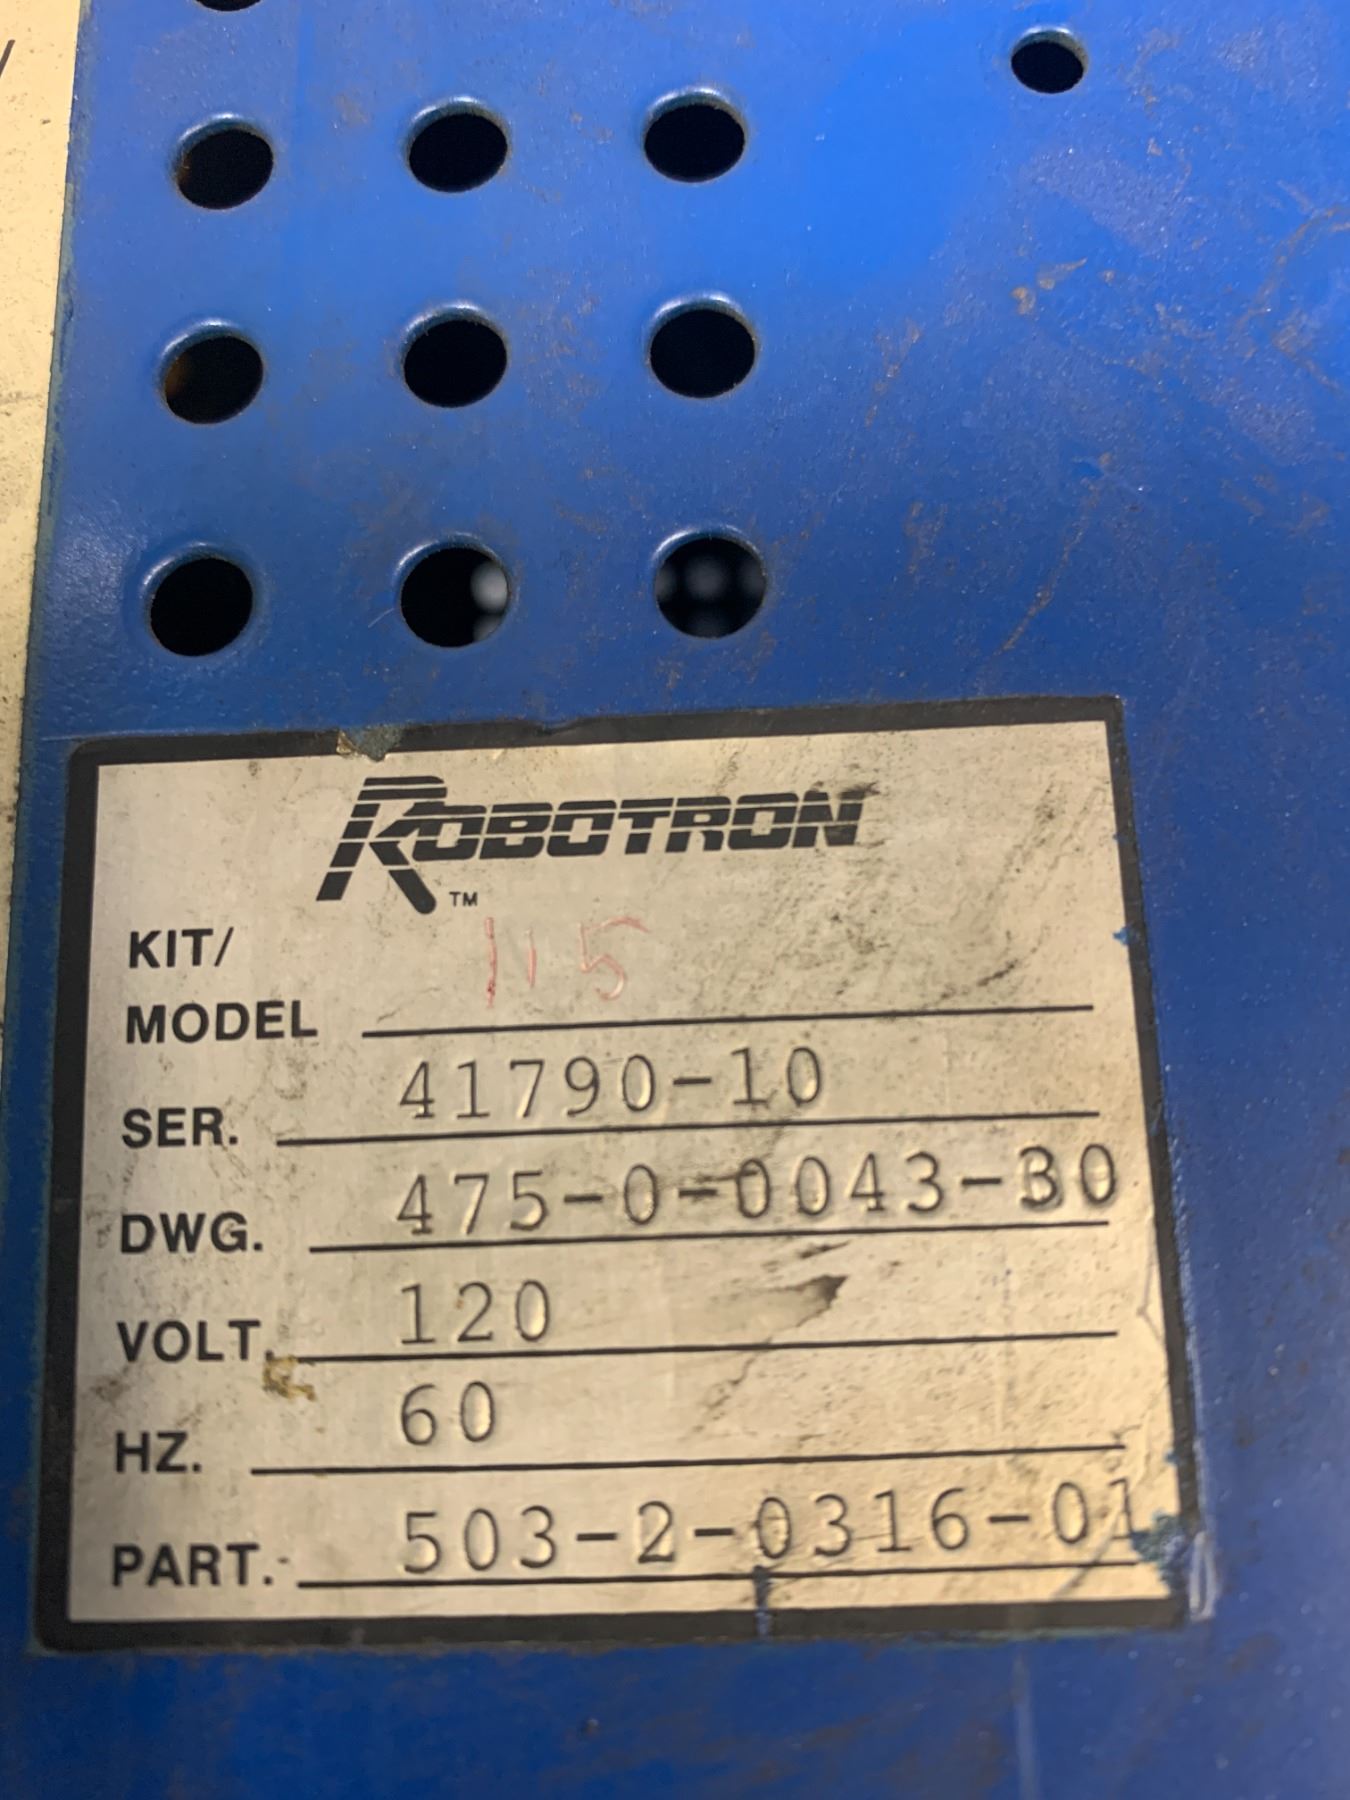 ROBOTRON
TM
KIT/
115
MODEL
SER. 41790-10
DWG. 475-0-0043-30
VOLT. 120
HZ. 60
PART. 503-2-0316-01